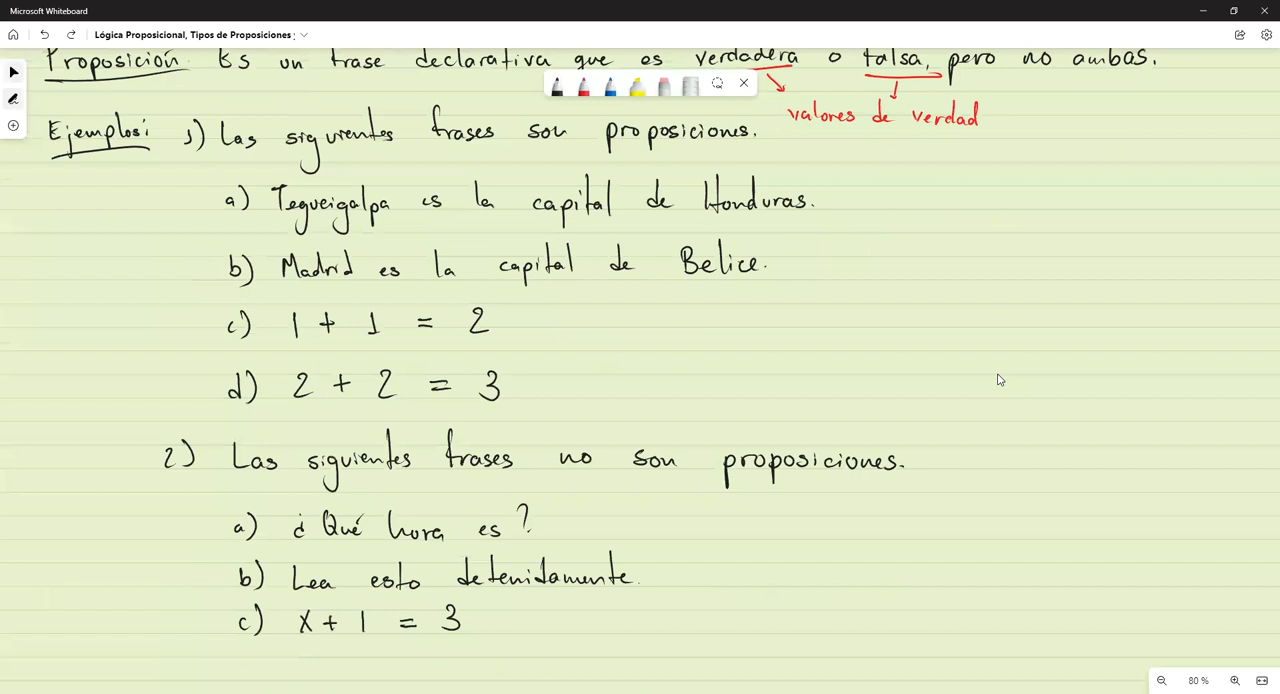 Microsoft Whiteboard
Lógica Proposicional, Tipos de Proposiciones ;
Proposición. Es un frase declarativa que es verdadera o falsa, pero no ambas.
valores de verdad
Ejemplos: 1) Las siguientes frases son proposiciones.
a) Tegucigalpa es la capital de Honduras.
b) Madrid es la capital de Belice.
c) 1 + 1 = 2
d) 2 + 2 = 3
2) Las siguientes frases no son proposiciones.
a) ¿Qué hora es?
b) Lea esto detenidamente.
c) x + 1 = 3
80 %